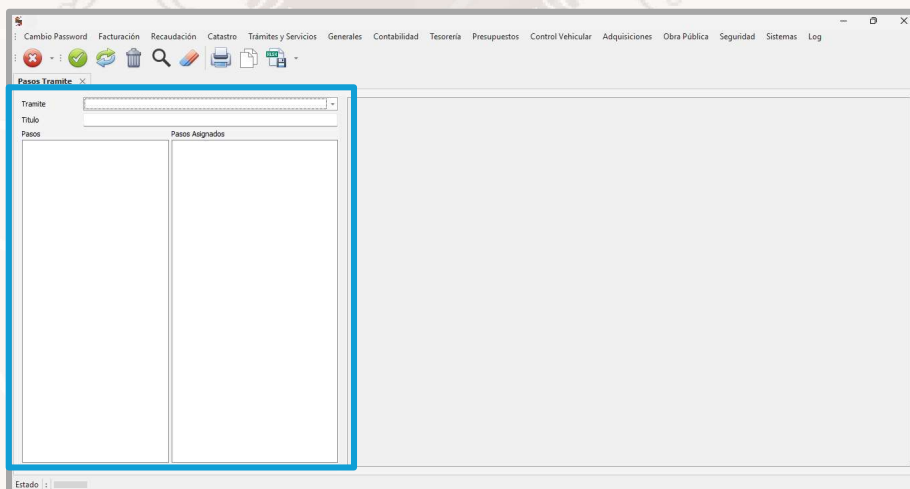 Cambio Password Facturación Recaudación Catastro Trámites y Servicios Generales Contabilidad Tesorería Presupuestos Control Vehicular Adquisiciones Obra Pública Seguridad Sistemas Log
Pasos Tramite
Tramite
Titulo
Pasos Pasos Asignados
Estado :